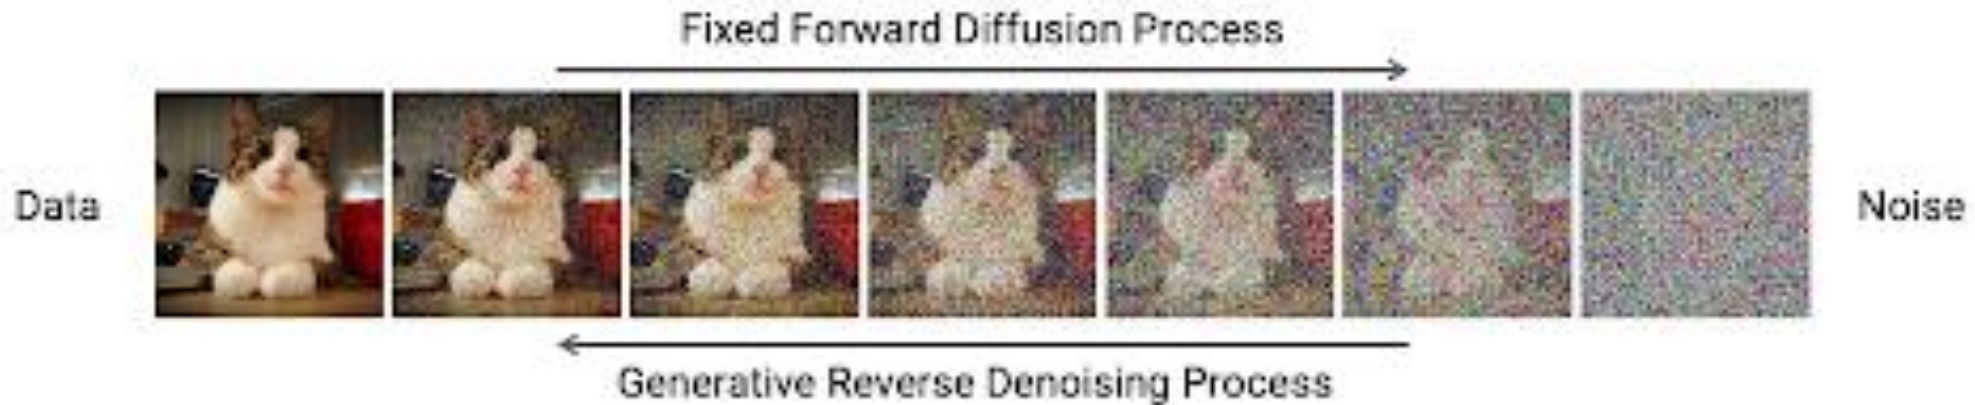 Fixed Forward Diffusion Process
Data
Noise
Generative Reverse Denoising Process